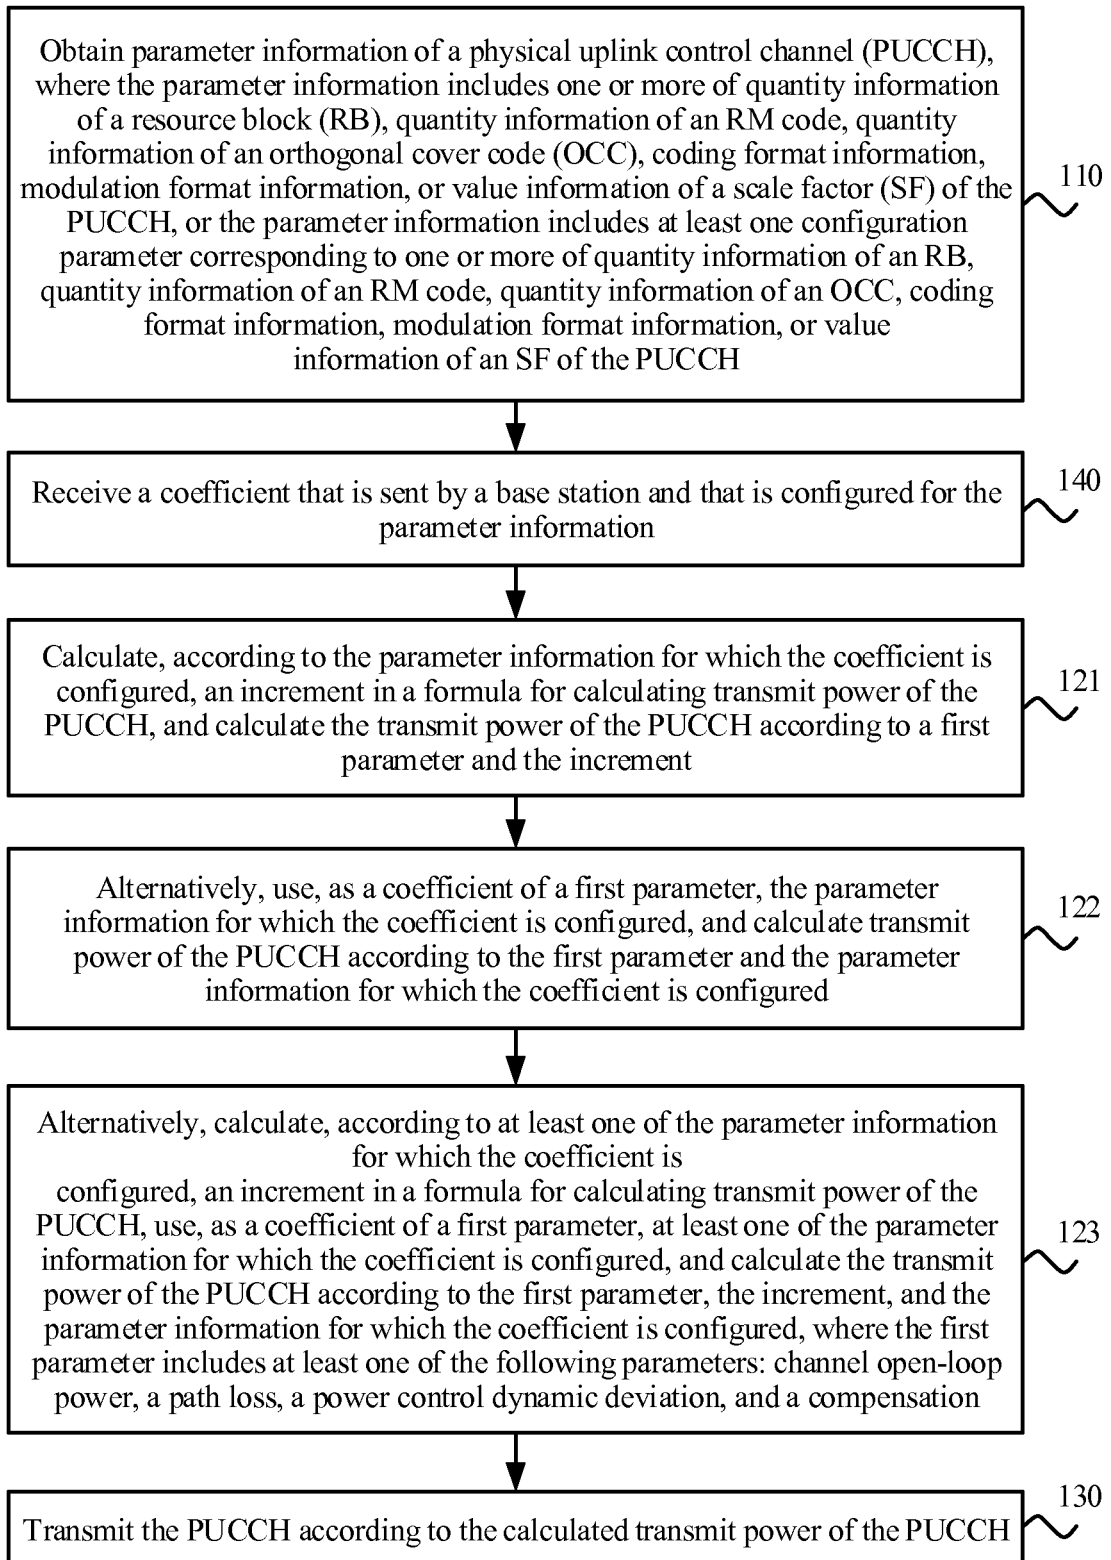 Obtain parameter information of a physical uplink control channel (PUCCH),
where the parameter information includes one or more of quantity information
of a resource block (RB), quantity information of an RM code, quantity
information of an orthogonal cover code (OCC), coding format information,
modulation format information, or value information of a scale factor (SF) of the
PUCCH, or the parameter information includes at least one configuration
parameter corresponding to one or more of quantity information of an RB,
quantity information of an RM code, quantity information of an OCC, coding
format information, modulation format information, or value
information of an SF of the PUCCH
110
Receive a coefficient that is sent by a base station and that is configured for the
parameter information
140
Calculate, according to the parameter information for which the coefficient is
configured, an increment in a formula for calculating transmit power of the
PUCCH, and calculate the transmit power of the PUCCH according to a first
parameter and the increment
121
Alternatively, use, as a coefficient of a first parameter, the parameter
information for which the coefficient is configured, and calculate transmit
power of the PUCCH according to the first parameter and the parameter
information for which the coefficient is configured
122
Alternatively, calculate, according to at least one of the parameter information
for which the coefficient is
configured, an increment in a formula for calculating transmit power of the
PUCCH, use, as a coefficient of a first parameter, at least one of the parameter
information for which the coefficient is configured, and calculate the transmit
power of the PUCCH according to the first parameter, the increment, and the
parameter information for which the coefficient is configured, where the first
parameter includes at least one of the following parameters: channel open-loop
power, a path loss, a power control dynamic deviation, and a compensation
123
Transmit the PUCCH according to the calculated transmit power of the PUCCH
130